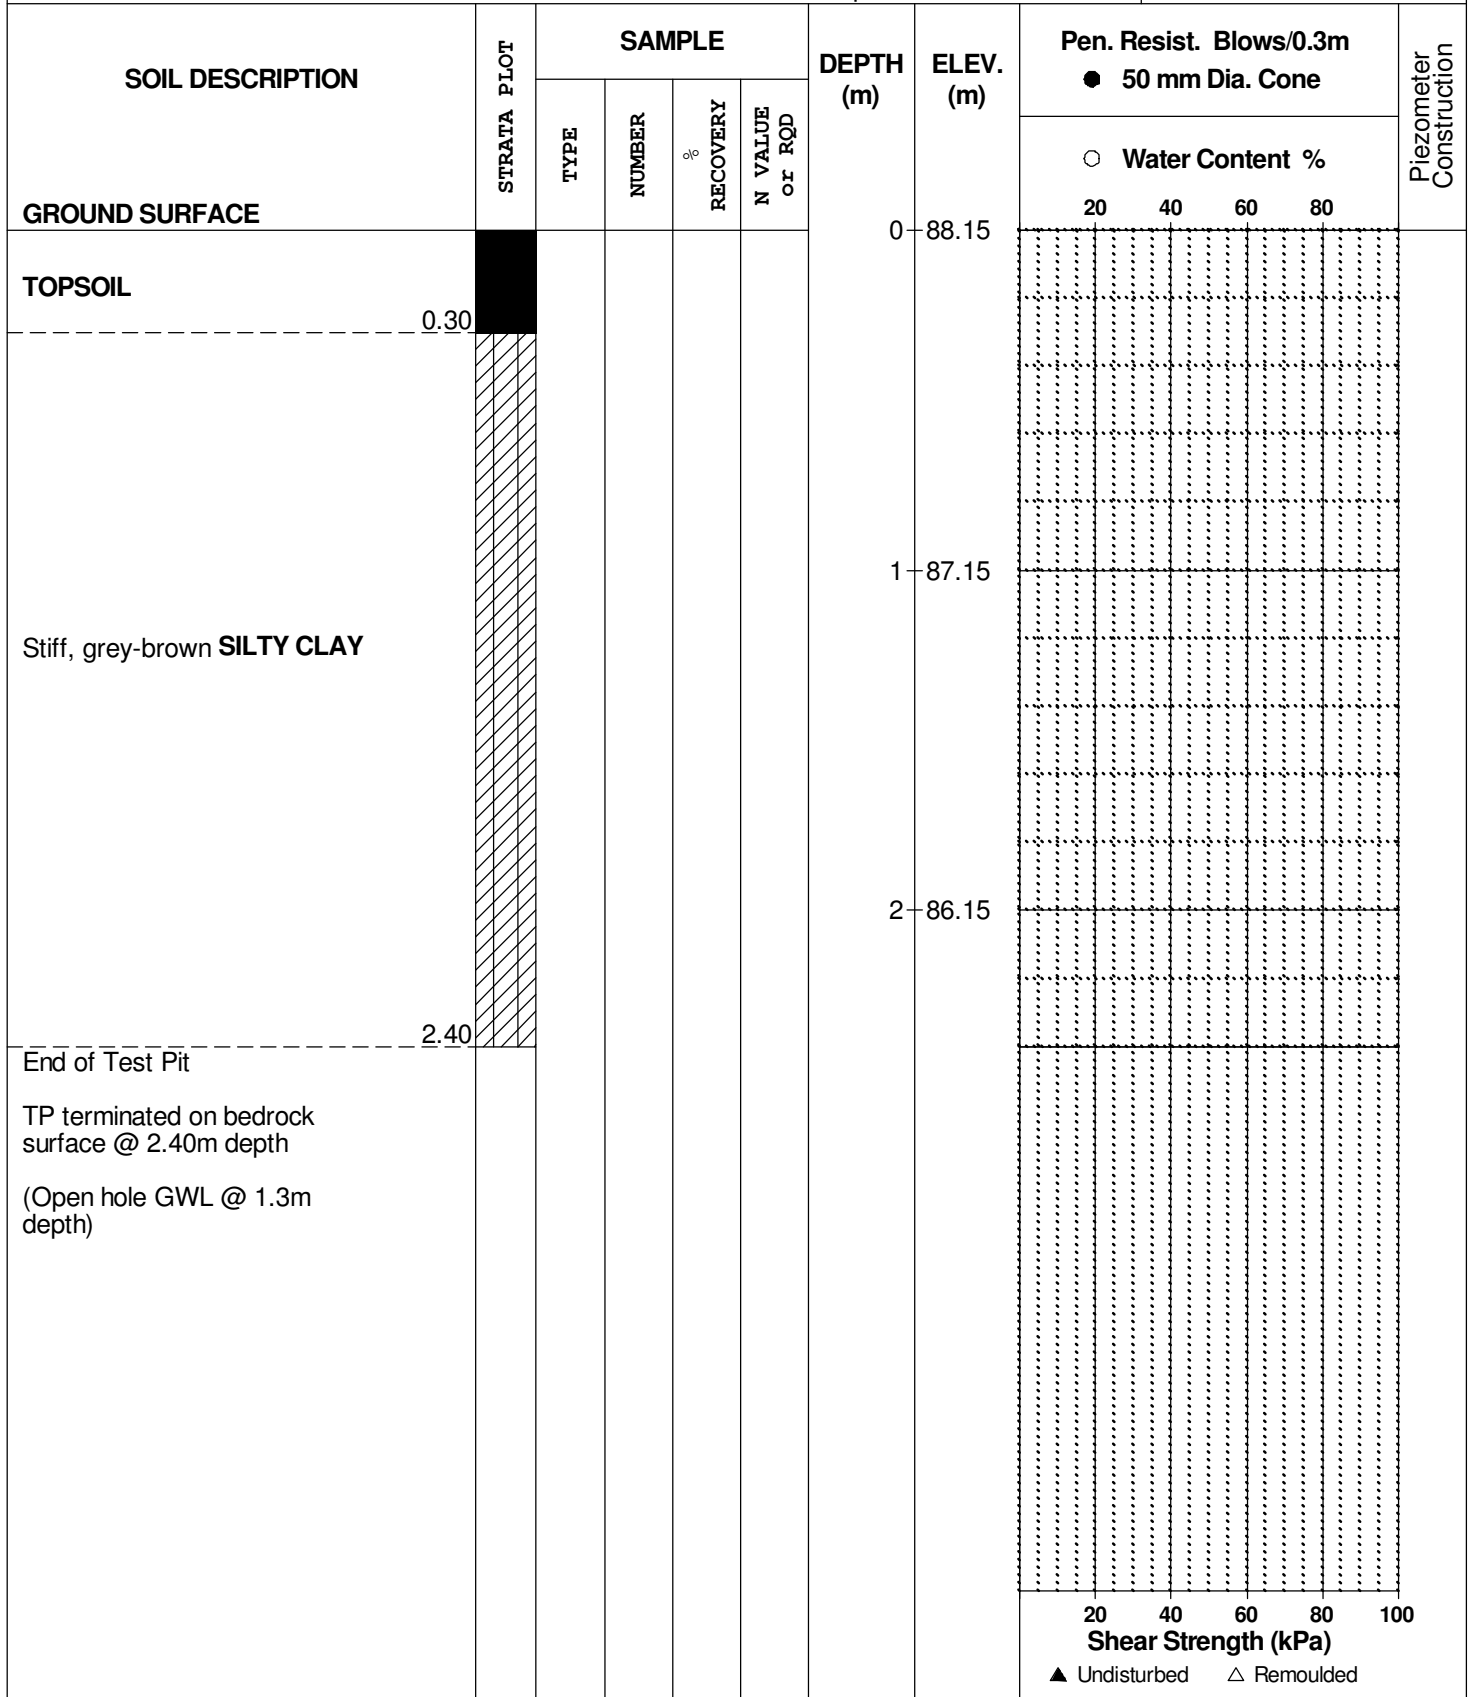 SOIL DESCRIPTION
STRATA PLOT
SAMPLE
TYPE
NUMBER
%
RECOVERY
N VALUE
or RQD
DEPTH
(m)
ELEV.
(m)
Pen. Resist. Blows/0.3m
● 50 mm Dia. Cone
○ Water Content %
Piezometer
Construction
20 40 60 80
GROUND SURFACE
0 88.15
TOPSOIL
0.30
1 87.15
Stiff, grey-brown SILTY CLAY
2 86.15
2.40
End of Test Pit
TP terminated on bedrock
surface @ 2.40m depth
(Open hole GWL @ 1.3m
depth)
20 40 60 80 100
Shear Strength (kPa)
▲ Undisturbed △ Remoulded